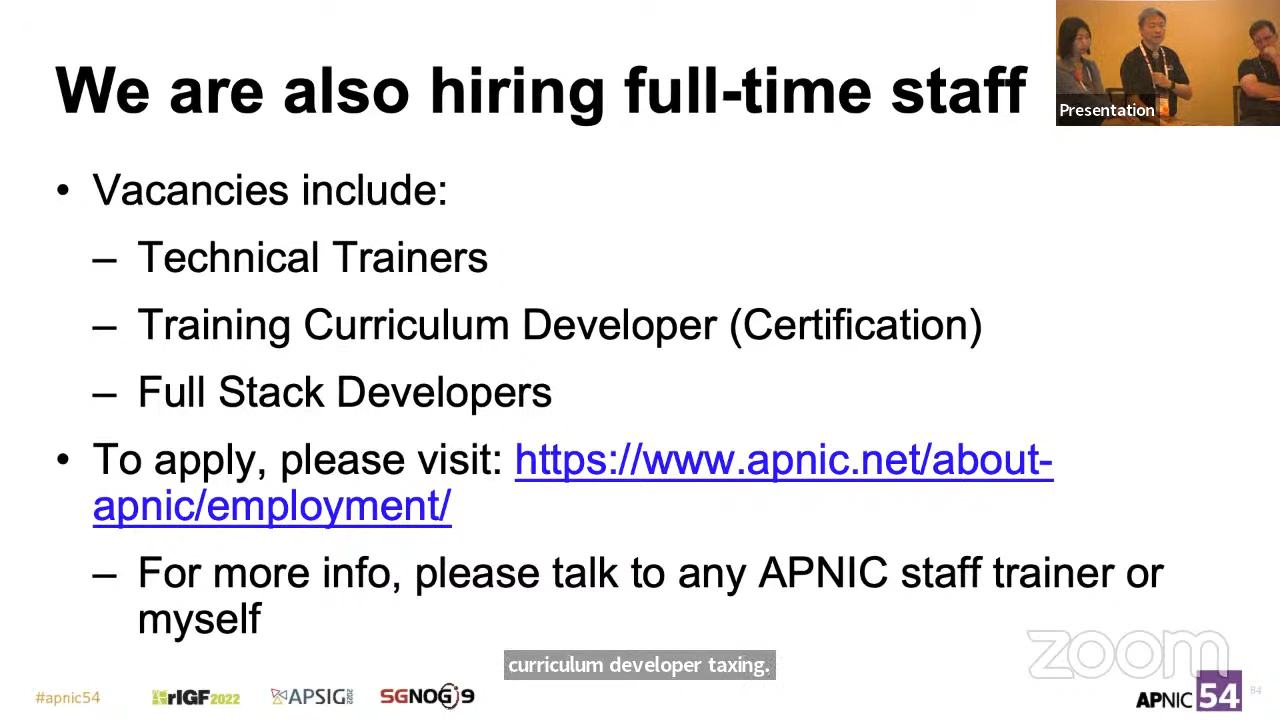 We are also hiring full-time staff
Presentation
• Vacancies include:
– Technical Trainers
– Training Curriculum Developer (Certification)
– Full Stack Developers
• To apply, please visit: https://www.apnic.net/about-
apnic/employment/
– For more info, please talk to any APNIC staff trainer or
myself
zoom
curriculum developer taxing.
#apnic54
rIGF2022
APSIG
SGNOG9
APNIC 54
84